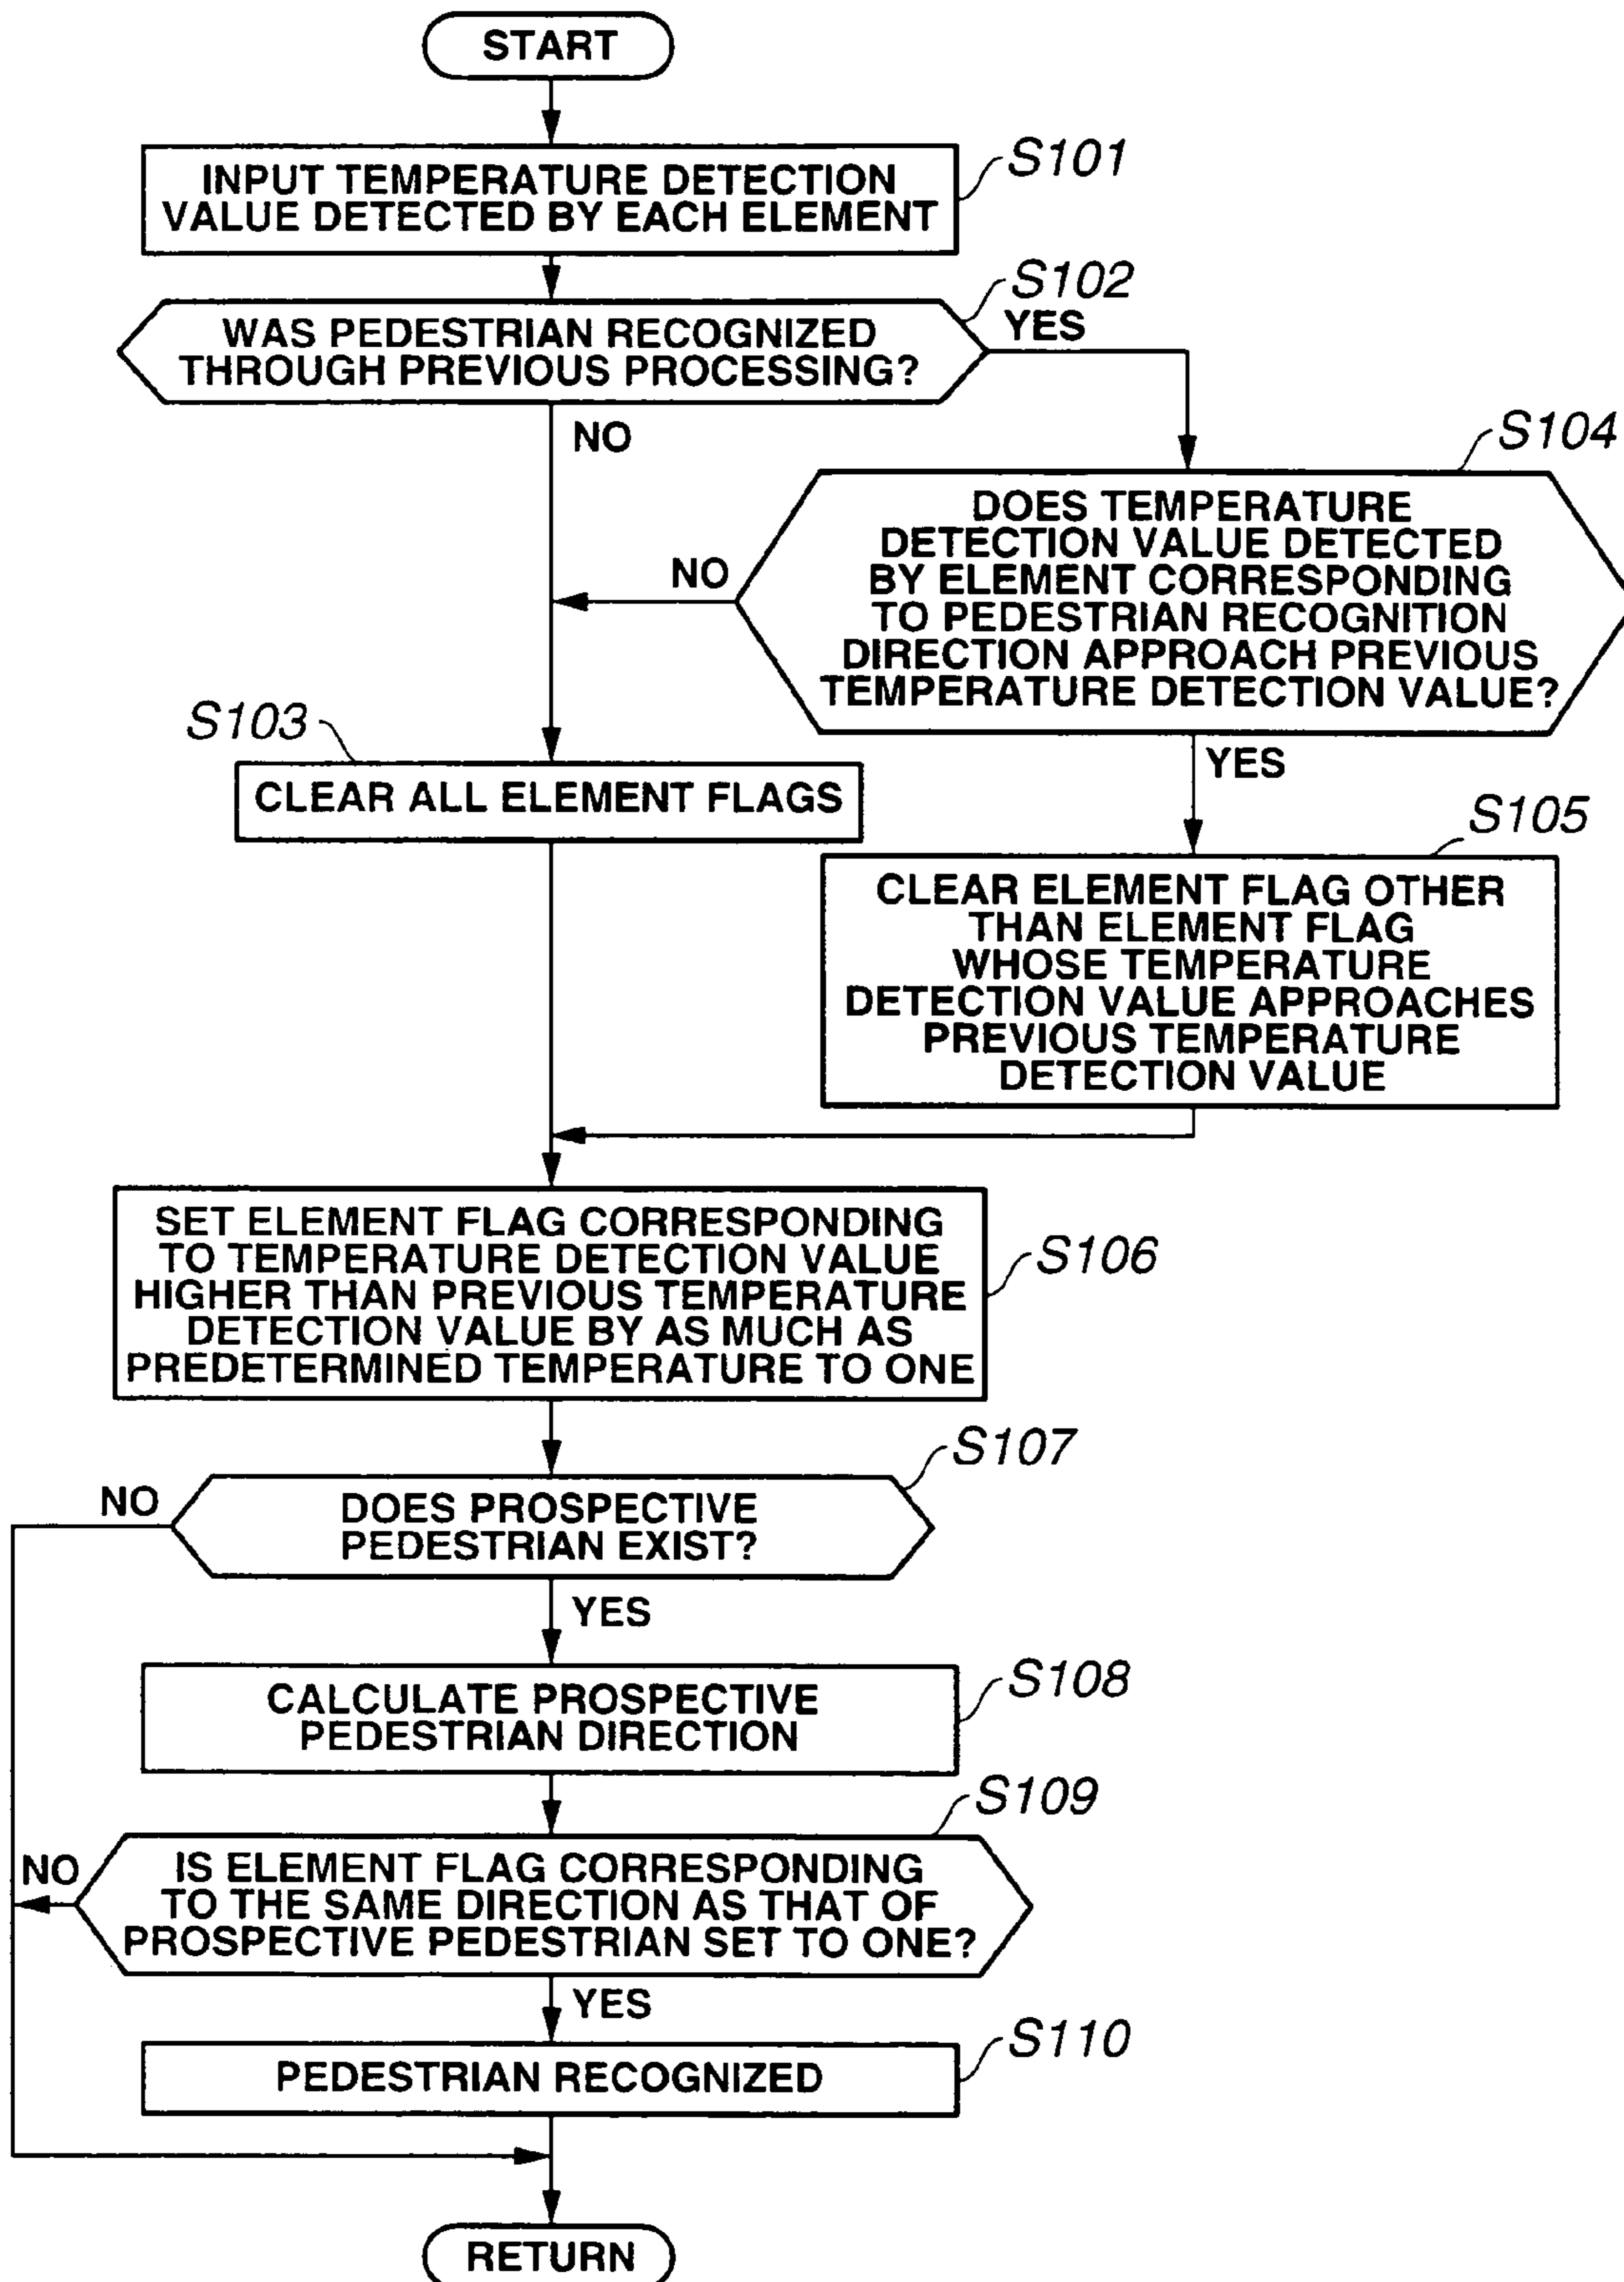 START
S101
INPUT TEMPERATURE DETECTION
VALUE DETECTED BY EACH ELEMENT
S102
WAS PEDESTRIAN RECOGNIZED
THROUGH PREVIOUS PROCESSING?
YES
NO
S104
DOES TEMPERATURE
DETECTION VALUE DETECTED
BY ELEMENT CORRESPONDING
TO PEDESTRIAN RECOGNITION
DIRECTION APPROACH PREVIOUS
TEMPERATURE DETECTION VALUE?
NO
YES
S103
CLEAR ALL ELEMENT FLAGS
S105
CLEAR ELEMENT FLAG OTHER
THAN ELEMENT FLAG
WHOSE TEMPERATURE
DETECTION VALUE APPROACHES
PREVIOUS TEMPERATURE
DETECTION VALUE
SET ELEMENT FLAG CORRESPONDING
TO TEMPERATURE DETECTION VALUE
HIGHER THAN PREVIOUS TEMPERATURE
DETECTION VALUE BY AS MUCH AS
PREDETERMINED TEMPERATURE TO ONE
S106
S107
NO
DOES PROSPECTIVE
PEDESTRIAN EXIST?
YES
S108
CALCULATE PROSPECTIVE
PEDESTRIAN DIRECTION
S109
NO
IS ELEMENT FLAG CORRESPONDING
TO THE SAME DIRECTION AS THAT OF
PROSPECTIVE PEDESTRIAN SET TO ONE?
YES
S110
PEDESTRIAN RECOGNIZED
RETURN